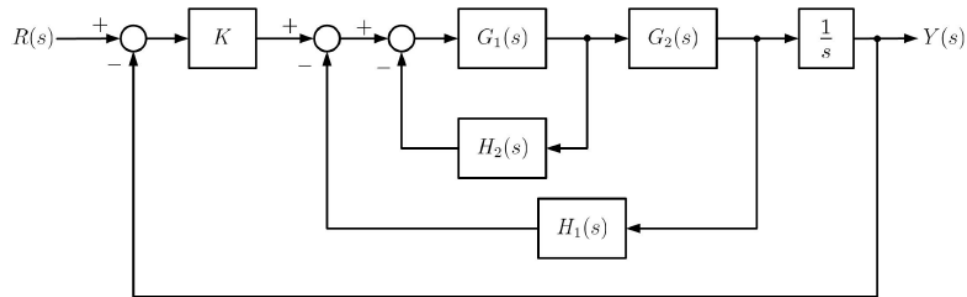 R(s) + − K + − + − G₁(s) G₂(s) 1/s Y(s)
H₂(s)
H₁(s)